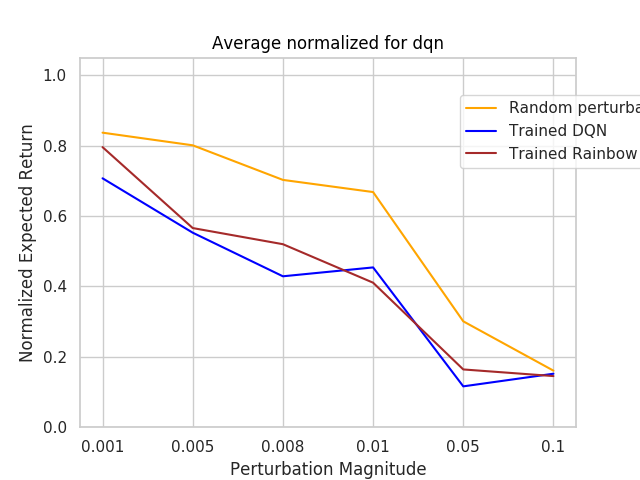 Average normalized for dqn
1.0
0.8
0.6
0.4
0.2
0.0
Normalized Expected Return
Random perturba
Trained DQN
Trained Rainbow
0.001 0.005 0.008 0.01 0.05 0.1
Perturbation Magnitude